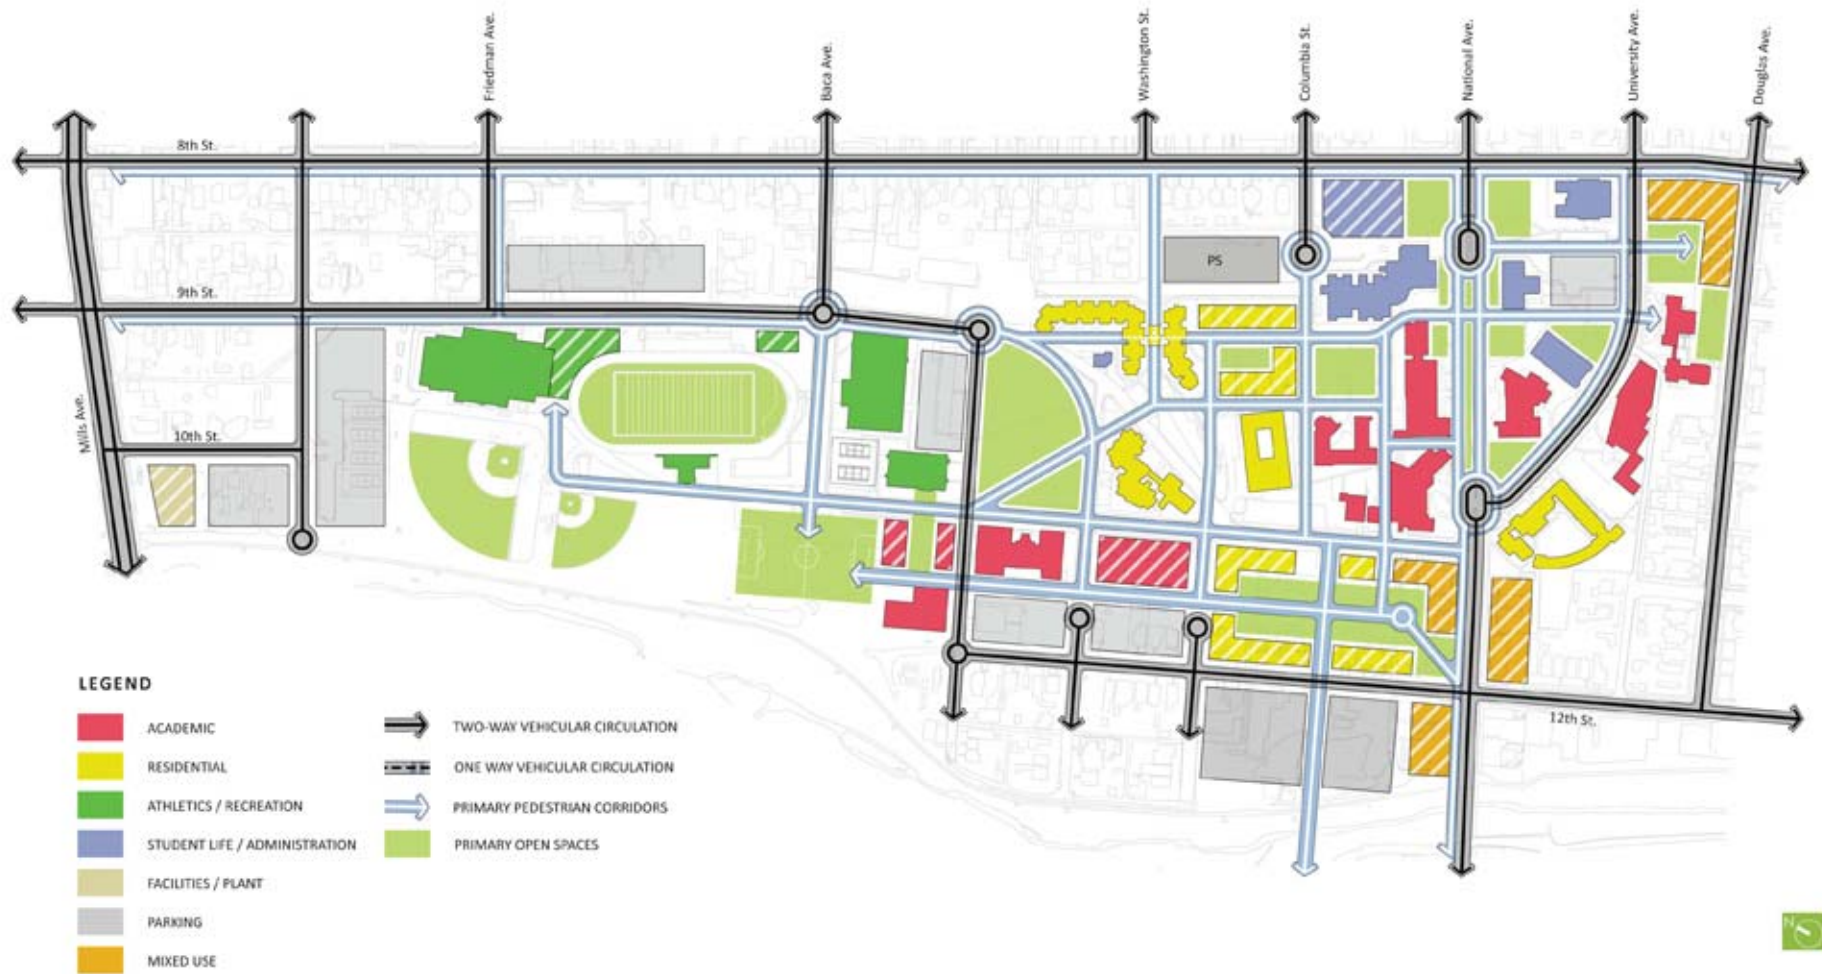 Friedman Ave.
Baca Ave.
Washington St.
Columbia St.
National Ave.
University Ave.
Douglas Ave.
8th St.
9th St.
PS
Mills Ave.
10th St.
12th St.
LEGEND
ACADEMIC
RESIDENTIAL
ATHLETICS / RECREATION
STUDENT LIFE / ADMINISTRATION
FACILITIES / PLANT
PARKING
MIXED USE
TWO-WAY VEHICULAR CIRCULATION
ONE WAY VEHICULAR CIRCULATION
PRIMARY PEDESTRIAN CORRIDORS
PRIMARY OPEN SPACES
N